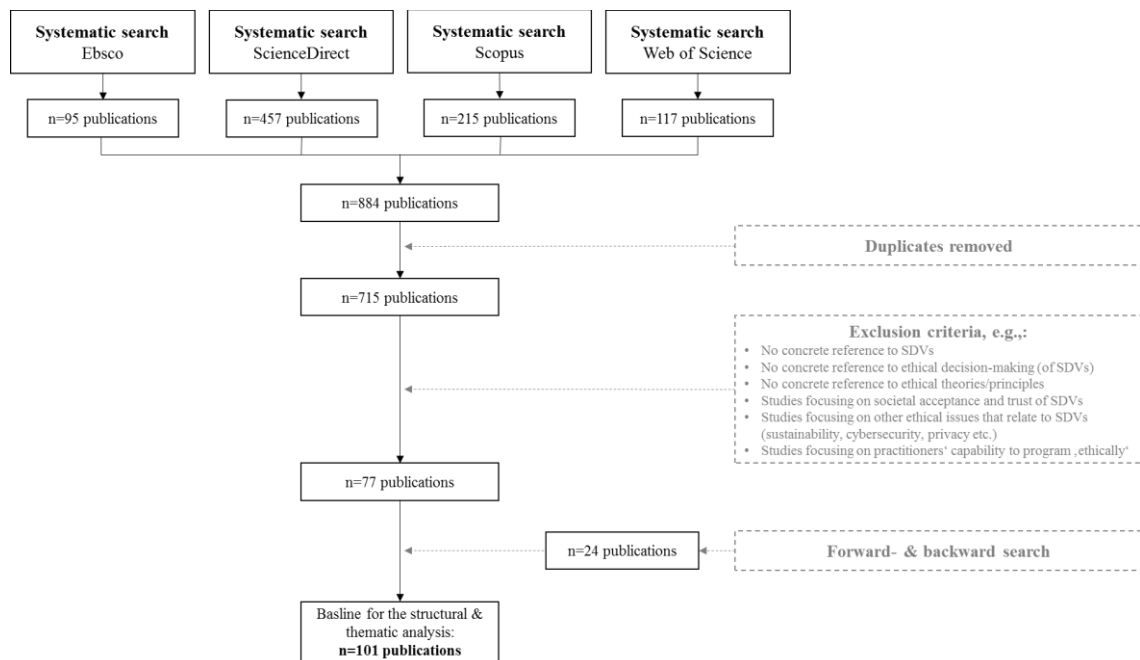 Systematic search
Ebsco
Systematic search
ScienceDirect
Systematic search
Scopus
Systematic search
Web of Science
n=95 publications
n=457 publications
n=215 publications
n=117 publications
n=884 publications
Duplicates removed
n=715 publications
Exclusion criteria, e.g.,:
• No concrete reference to SDVs
• No concrete reference to ethical decision-making (of SDVs)
• No concrete reference to ethical theories/principles
• Studies focusing on societal acceptance and trust of SDVs
• Studies focusing on other ethical issues that relate to SDVs
(sustainability, cybersecurity, privacy etc.)
• Studies focusing on practitioners‘ capability to program ‚ethically‘
n=77 publications
n=24 publications
Forward- & backward search
Basline for the structural &
thematic analysis:
n=101 publications